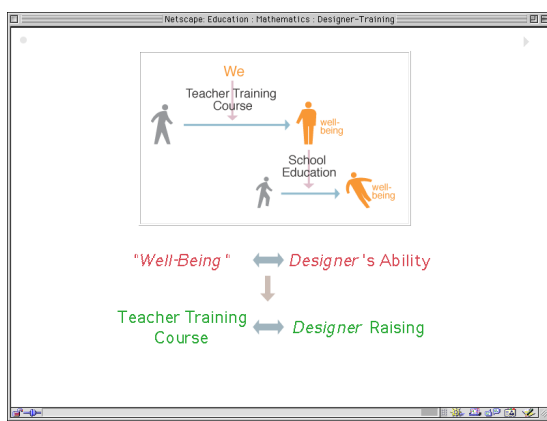 Netscape: Education : Mathematics : Designer-Training
We
Teacher Training
Course
well-
being
School
Education
well-
being
"Well-Being" Designer's Ability
Teacher Training
Course
Designer Raising